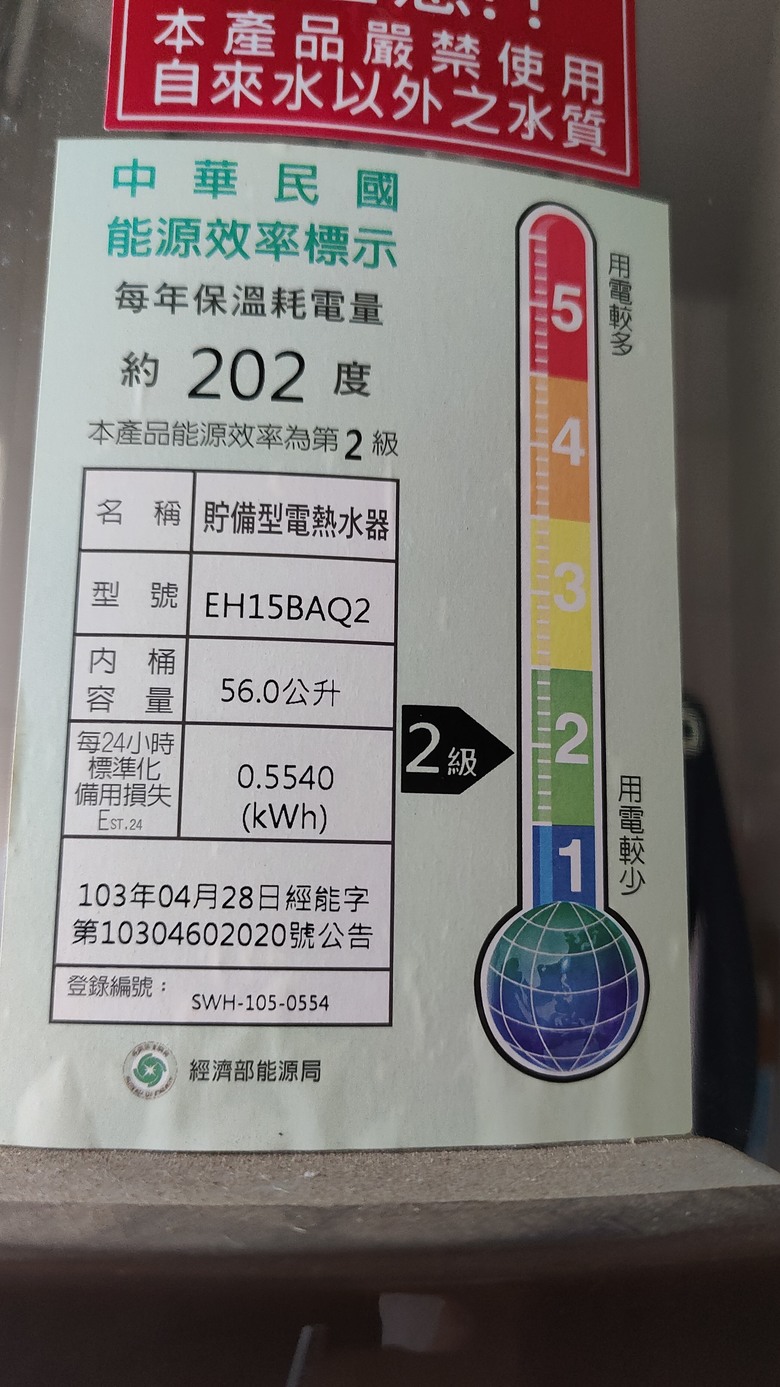 本產品嚴禁使用
自來水以外之水質
中華民國
能源效率標示
每年保溫耗電量
約 202 度
本產品能源效率為第2級
名稱 貯備型電熱水器
型號 EH15BAQ2
內桶容量 56.0公升
每24小時
標準化
備用損失
EST.24
0.5540
(kWh)
103年04月28日經能字
第10304602020號公告
登錄編號： SWH-105-0554
經濟部能源局
2級
用電較多
5
4
3
2
1
用電較少